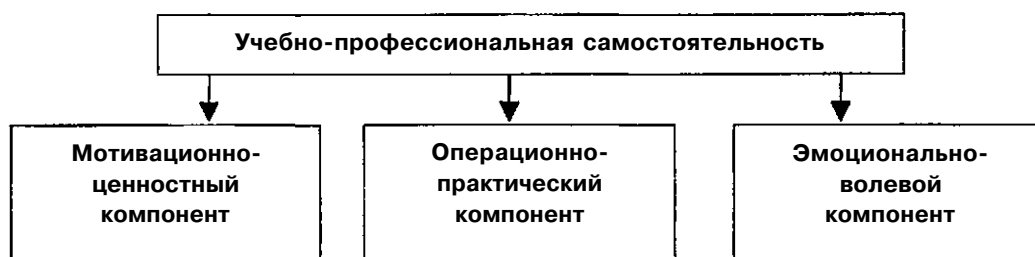 Учебно-профессиональная самостоятельность
Мотивационно-
ценностный
компонент
Операционно-
практический
компонент
Эмоционально-
волевой
компонент